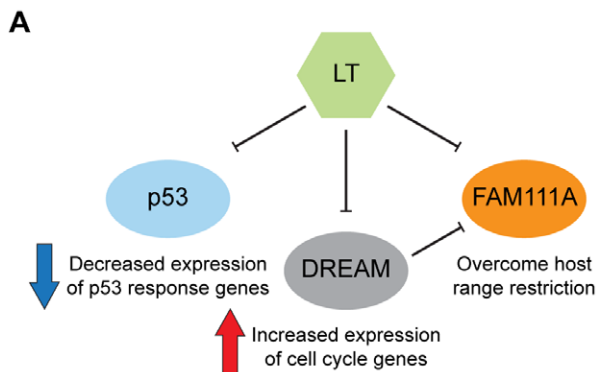 A
LT
p53
FAM111A
DREAM
Decreased expression
of p53 response genes
Overcome host
range restriction
Increased expression
of cell cycle genes